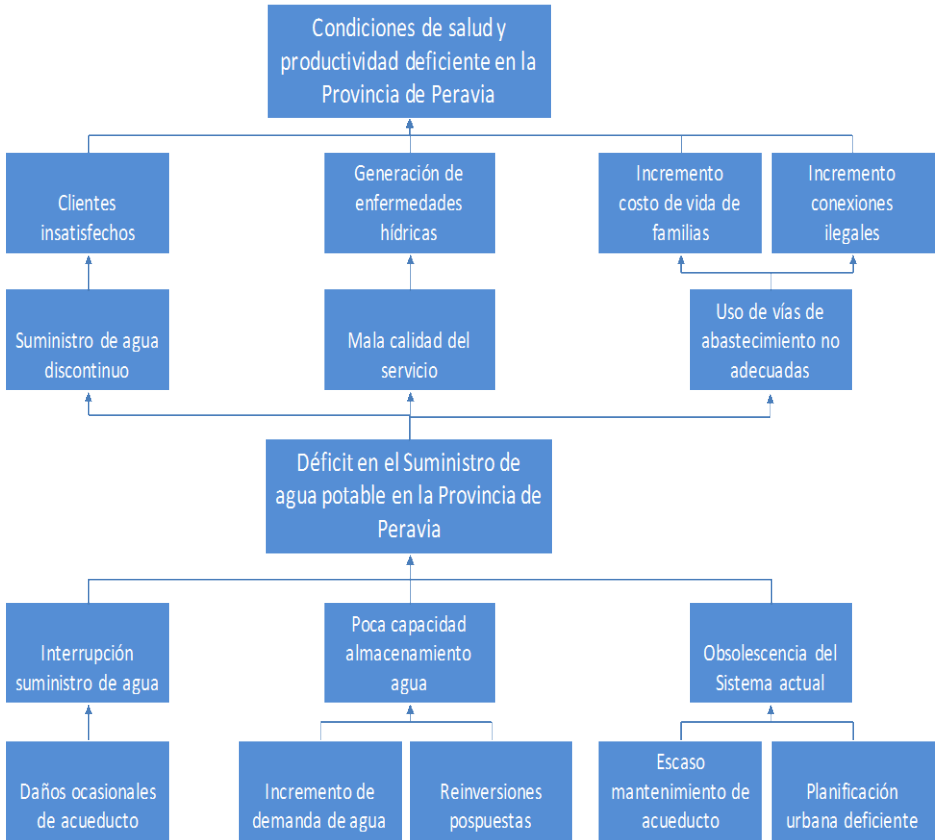 Condiciones de salud y
productividad deficiente en la
Provincia de Peravia
Clientes
insatisfechos
Generación de
enfermedades
hídricas
Incremento
costo de vida de
familias
Incremento
conexiones
ilegales
Suministro de agua
discontinuo
Mala calidad del
servicio
Uso de vías de
abastecimiento no
adecuadas
Déficit en el Suministro de
agua potable en la Provincia de
Peravia
Interrupción
suministro de agua
Poca capacidad
almacenamiento
agua
Obsolescencia del
Sistema actual
Daños ocasionales
de acueducto
Incremento de
demanda de agua
Reinversiones
pospuestas
Escaso
mantenimiento de
acueducto
Planificación
urbana deficiente